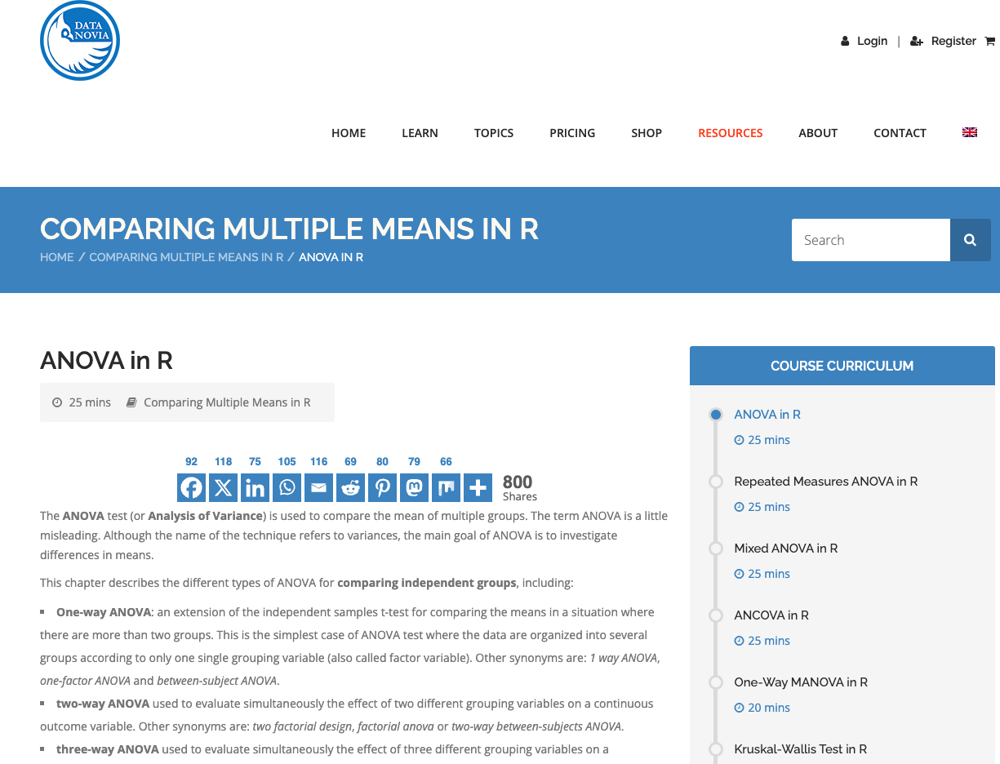 DATA
NOVIA
Login | Register
HOME LEARN TOPICS PRICING SHOP RESOURCES ABOUT CONTACT
COMPARING MULTIPLE MEANS IN R
HOME / COMPARING MULTIPLE MEANS IN R / ANOVA IN R
Search
ANOVA in R
25 mins Comparing Multiple Means in R
92 118 75 105 116 69 80 79 66
800
Shares
The ANOVA test (or Analysis of Variance) is used to compare the mean of multiple groups. The term ANOVA is a little
misleading. Although the name of the technique refers to variances, the main goal of ANOVA is to investigate
differences in means.
This chapter describes the different types of ANOVA for comparing independent groups, including:
▪ One-way ANOVA: an extension of the independent samples t-test for comparing the means in a situation where
there are more than two groups. This is the simplest case of ANOVA test where the data are organized into several
groups according to only one single grouping variable (also called factor variable). Other synonyms are: 1 way ANOVA,
one-factor ANOVA and between-subject ANOVA.
▪ two-way ANOVA used to evaluate simultaneously the effect of two different grouping variables on a continuous
outcome variable. Other synonyms are: two factorial design, factorial anova or two-way between-subjects ANOVA.
▪ three-way ANOVA used to evaluate simultaneously the effect of three different grouping variables on a
COURSE CURRICULUM
ANOVA in R
25 mins
Repeated Measures ANOVA in R
25 mins
Mixed ANOVA in R
25 mins
ANCOVA in R
25 mins
One-Way MANOVA in R
20 mins
Kruskal-Wallis Test in R